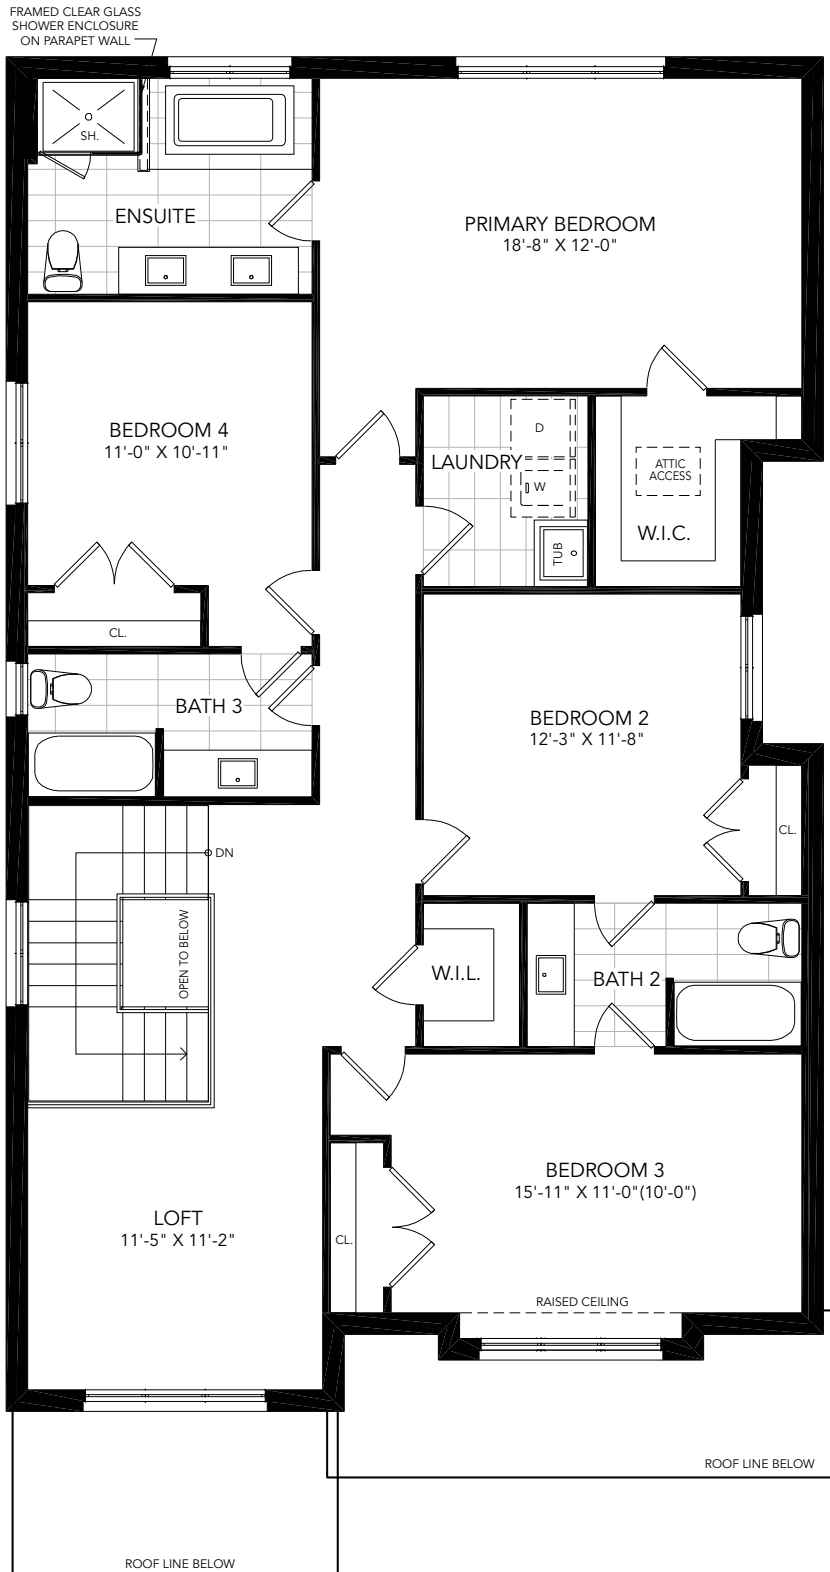 FRAMED CLEAR GLASS
SHOWER ENCLOSURE
ON PARAPET WALL
SH.
ENSUITE
PRIMARY BEDROOM
18'-8" X 12'-0"
BEDROOM 4
11'-0" X 10'-11"
D
LAUNDRY
W
TUB
ATTIC
ACCESS
W.I.C.
CL.
BATH 3
BEDROOM 2
12'-3" X 11'-8"
CL.
DN
OPEN TO BELOW
W.I.L.
BATH 2
BEDROOM 3
15'-11" X 11'-0"(10'-0")
LOFT
11'-5" X 11'-2"
CL.
RAISED CEILING
ROOF LINE BELOW
ROOF LINE BELOW